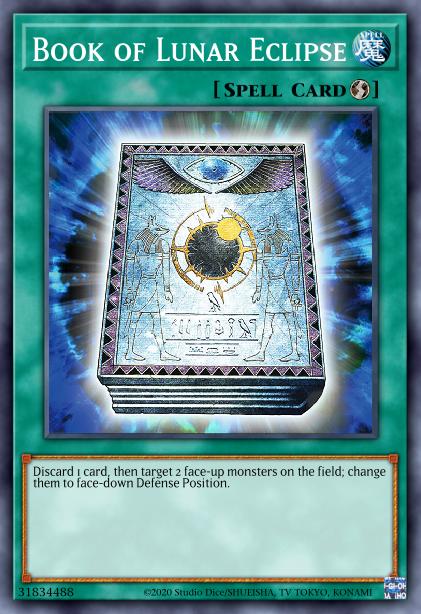 Book of Lunar Eclipse
[Spell Card]
Discard 1 card, then target 2 face-up monsters on the field; change
them to face-down Defense Position.
31834488
©2020 Studio Dice/SHUEISHA, TV TOKYO, KONAMI